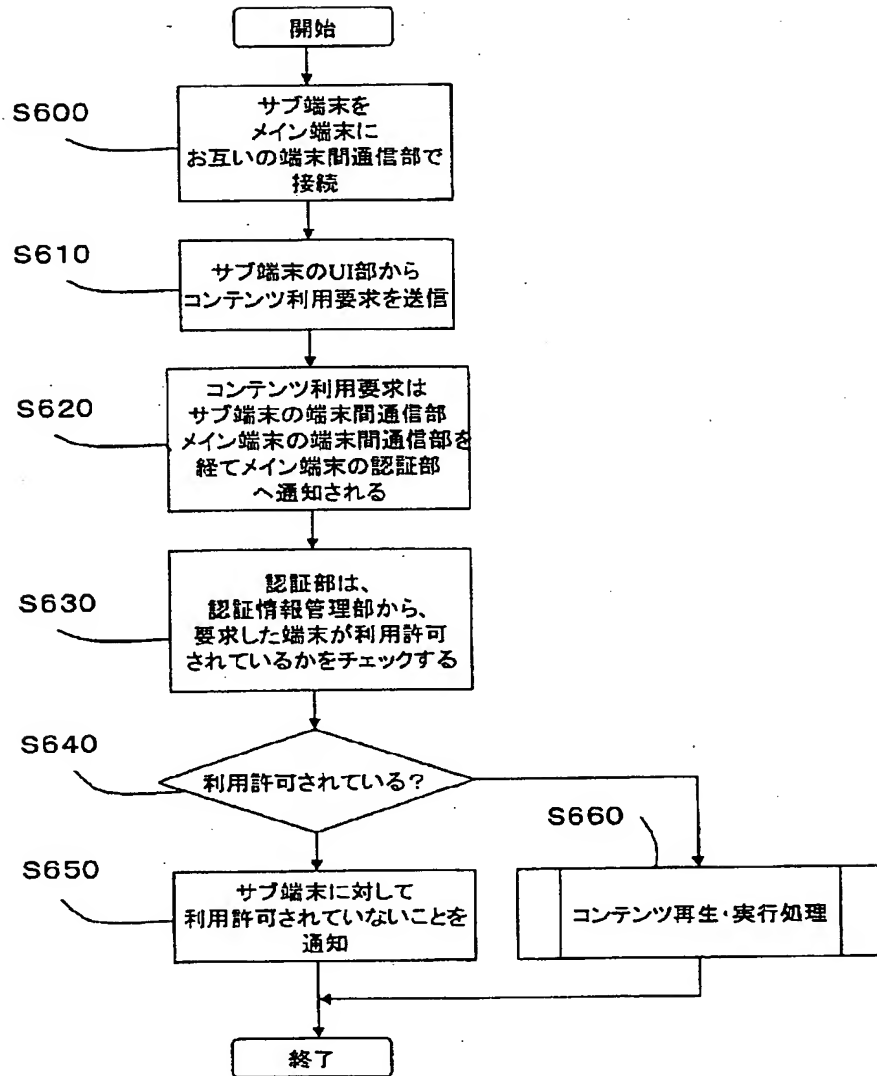 開始
S600
サブ端末を
メイン端末に
お互いの端末間通信部で
接続
S610
サブ端末のUI部から
コンテンツ利用要求を送信
S620
コンテンツ利用要求は
サブ端末の端末間通信部
メイン端末の端末間通信部を
経てメイン端末の認証部
へ通知される
S630
認証部は、
認証情報管理部から、
要求した端末が利用許可
されているかをチェックする
S640
利用許可されている?
S650
サブ端末に対して
利用許可されていないことを
通知
S660
コンテンツ再生・実行処理
終了